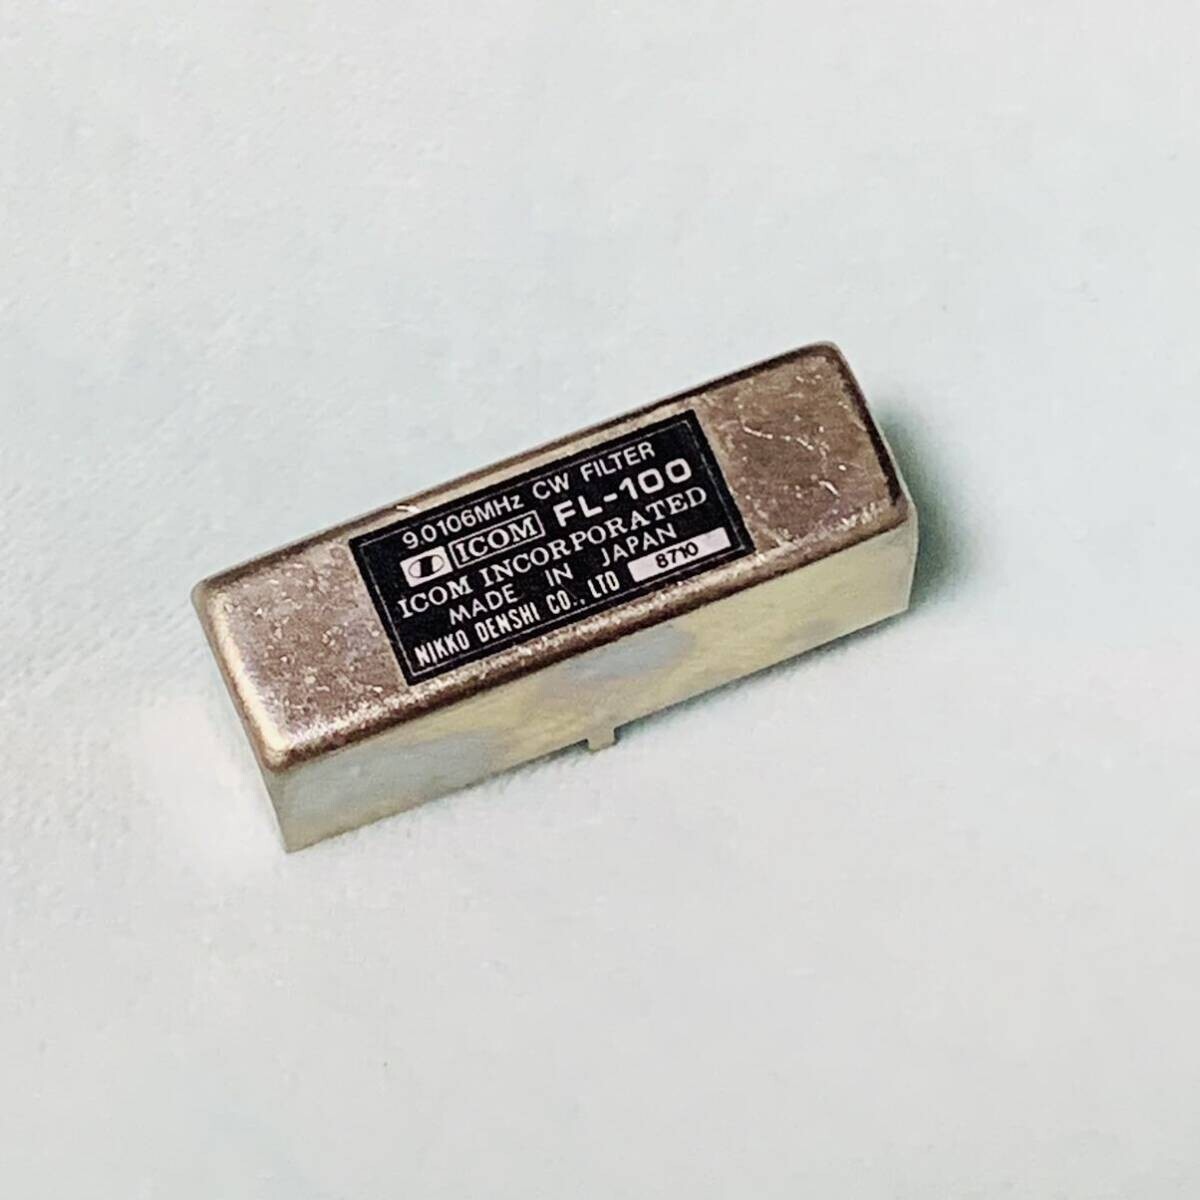 9.0106MHz CW FILTER
ICOM FL-100
ICOM INCORPORATED
MADE IN JAPAN
NIKKO DENSHI CO., LTD 8710